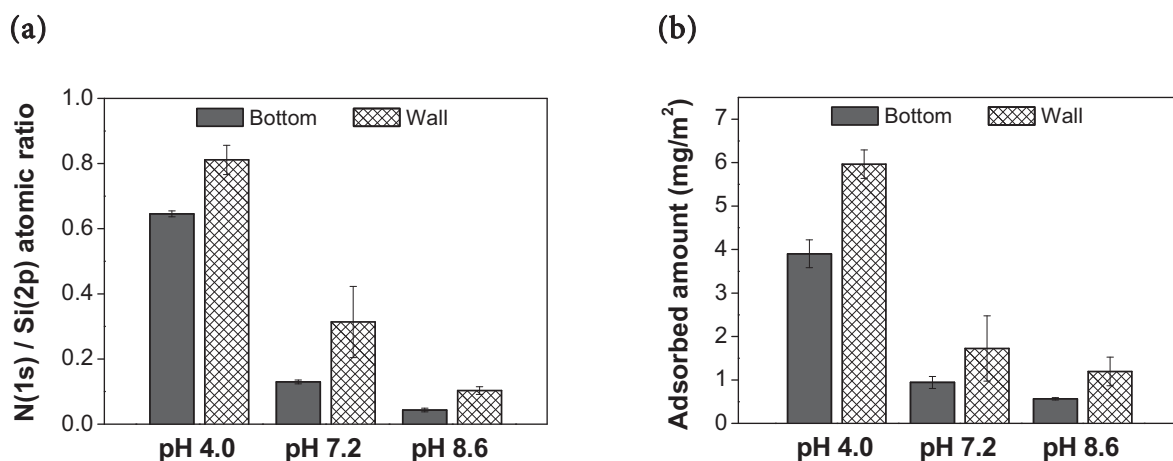 (a)
N(1s) / Si(2p) atomic ratio
1.0
0.8
0.6
0.4
0.2
0.0
Bottom Wall
pH 4.0 pH 7.2 pH 8.6
(b)
Adsorbed amount (mg/m²)
7
6
5
4
3
2
1
0
Bottom Wall
pH 4.0 pH 7.2 pH 8.6